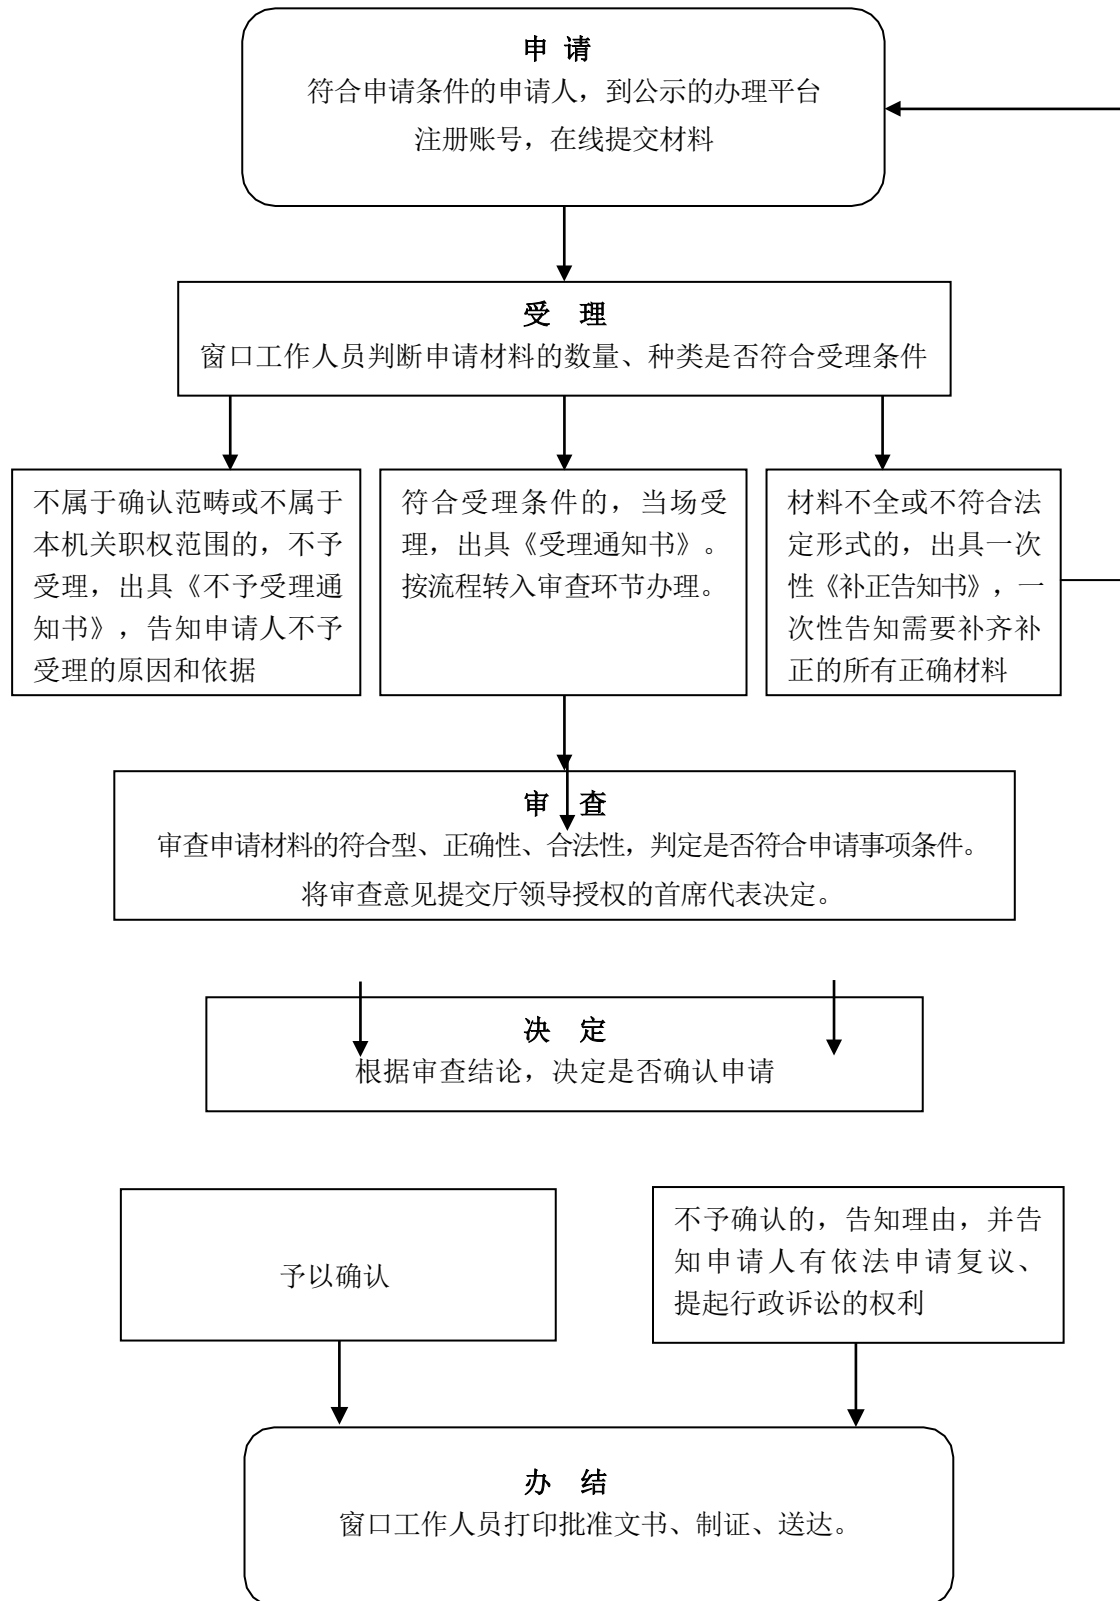 申 请
符合申请条件的申请人，到公示的办理平台
注册账号，在线提交材料
受 理
窗口工作人员判断申请材料的数量、种类是否符合受理条件
不属于确认范畴或不属于
本机关职权范围的，不予
受理，出具《不予受理通
知书》，告知申请人不予
受理的原因和依据
符合受理条件的，当场受
理，出具《受理通知书》。
按流程转入审查环节办理。
材料不全或不符合法
定形式的，出具一次
性《补正告知书》，一
次性告知需要补齐补
正的所有正确材料
审 查
审查申请材料的符合型、正确性、合法性，判定是否符合申请事项条件。
将审查意见提交厅领导授权的首席代表决定。
决 定
根据审查结论，决定是否确认申请
予以确认
不予确认的，告知理由，并告
知申请人有依法申请复议、
提起行政诉讼的权利
办 结
窗口工作人员打印批准文书、制证、送达。